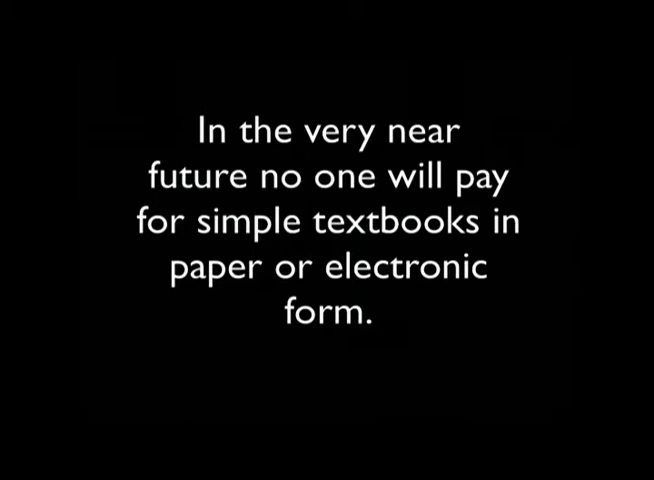 In the very near
future no one will pay
for simple textbooks in
paper or electronic
form.